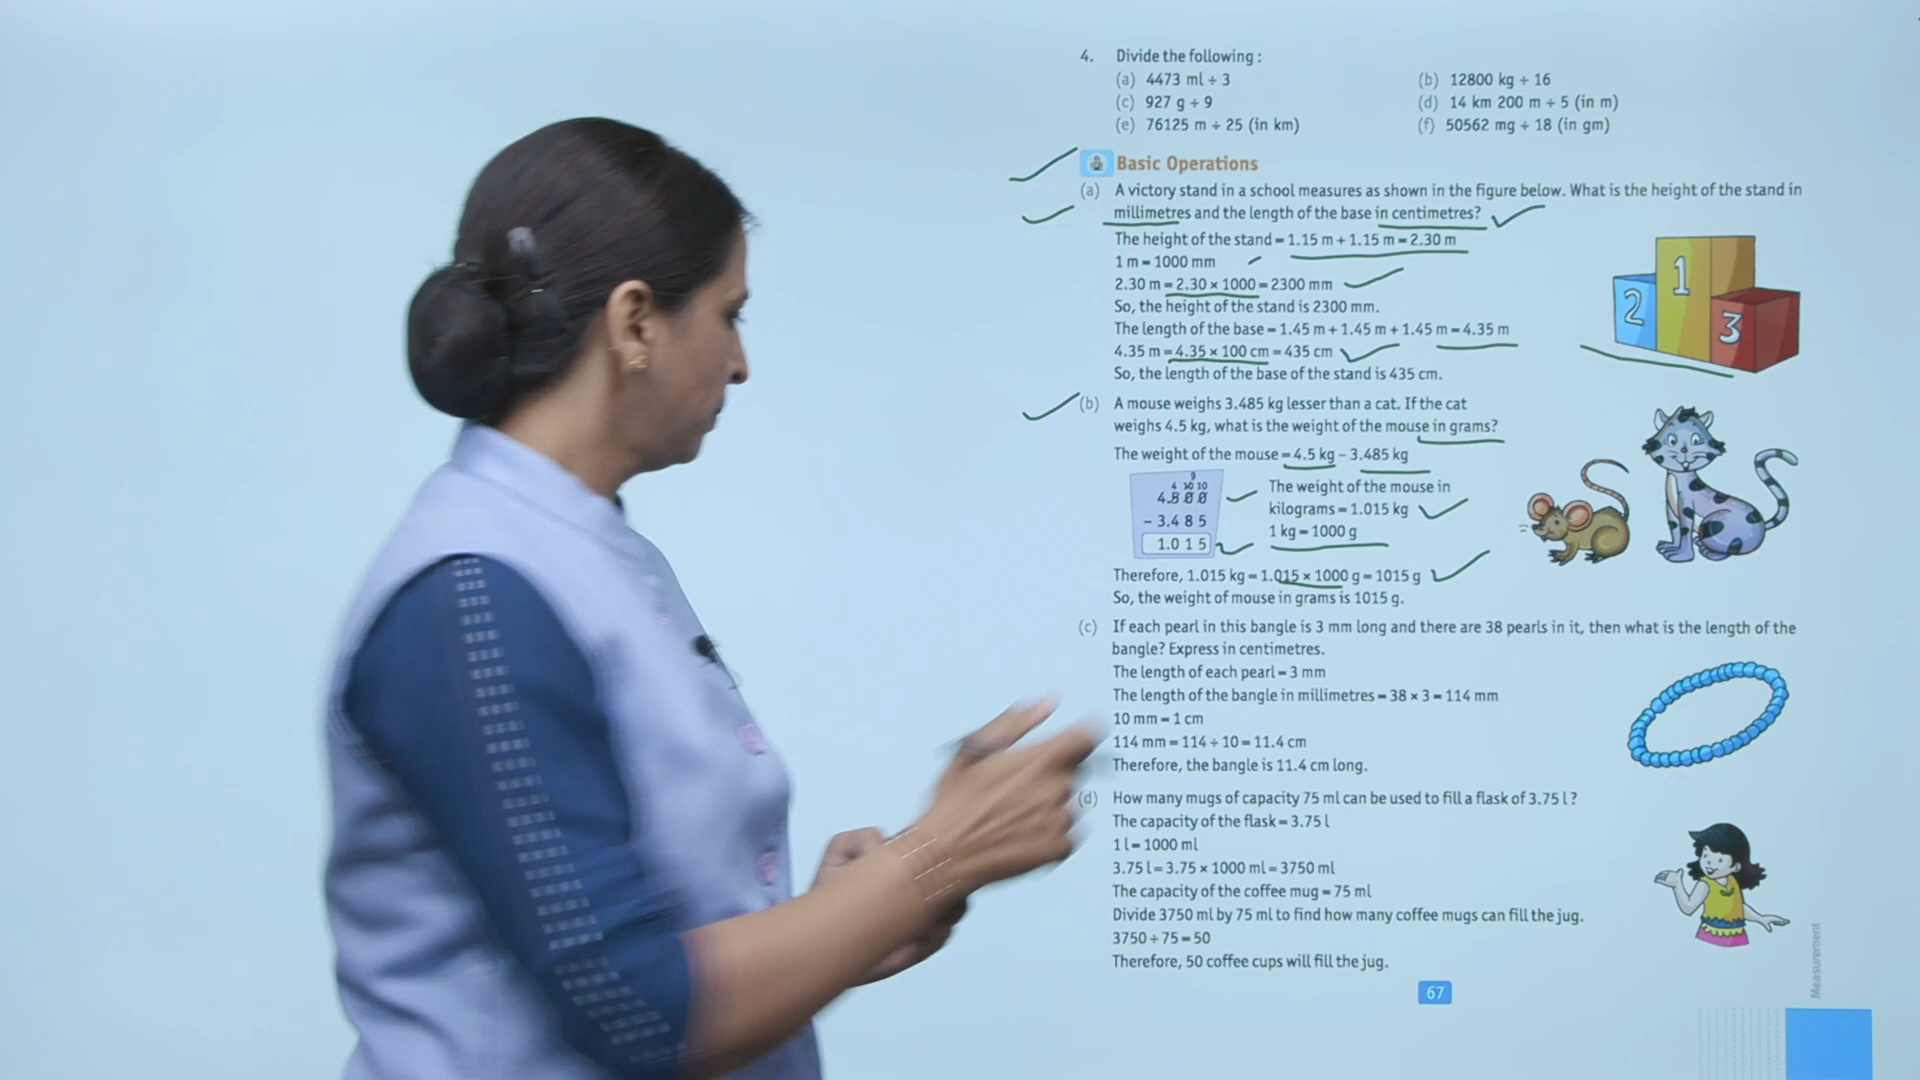 4. Divide the following :
(a) 4473 ml ÷ 3
(b) 12800 kg ÷ 16
(c) 927 g ÷ 9
(d) 14 km 200 m ÷ 5 (in m)
(e) 76125 m ÷ 25 (in km)
(f) 50562 mg ÷ 18 (in gm)
Basic Operations
(a) A victory stand in a school measures as shown in the figure below. What is the height of the stand in
millimetres and the length of the base in centimetres?
The height of the stand = 1.15 m + 1.15 m = 2.30 m
1 m = 1000 mm
2.30 m = 2.30 × 1000 = 2300 mm
So, the height of the stand is 2300 mm.
The length of the base = 1.45 m + 1.45 m + 1.45 m = 4.35 m
4.35 m = 4.35 × 100 cm = 435 cm
So, the length of the base of the stand is 435 cm.
1
2
3
(b) A mouse weighs 3.485 kg lesser than a cat. If the cat
weighs 4.5 kg, what is the weight of the mouse in grams?
The weight of the mouse = 4.5 kg – 3.485 kg
9
4 10 10
4.5 0 0
– 3.4 8 5
1.0 1 5
The weight of the mouse in
kilograms = 1.015 kg
1 kg = 1000 g
Therefore, 1.015 kg = 1.015 × 1000 g = 1015 g
So, the weight of mouse in grams is 1015 g.
(c) If each pearl in this bangle is 3 mm long and there are 38 pearls in it, then what is the length of the
bangle? Express in centimetres.
The length of each pearl = 3 mm
The length of the bangle in millimetres = 38 × 3 = 114 mm
10 mm = 1 cm
114 mm = 114 ÷ 10 = 11.4 cm
Therefore, the bangle is 11.4 cm long.
(d) How many mugs of capacity 75 ml can be used to fill a flask of 3.75 l?
The capacity of the flask = 3.75 l
1 l = 1000 ml
3.75 l = 3.75 × 1000 ml = 3750 ml
The capacity of the coffee mug = 75 ml
Divide 3750 ml by 75 ml to find how many coffee mugs can fill the jug.
3750 ÷ 75 = 50
Therefore, 50 coffee cups will fill the jug.
Measurement
67